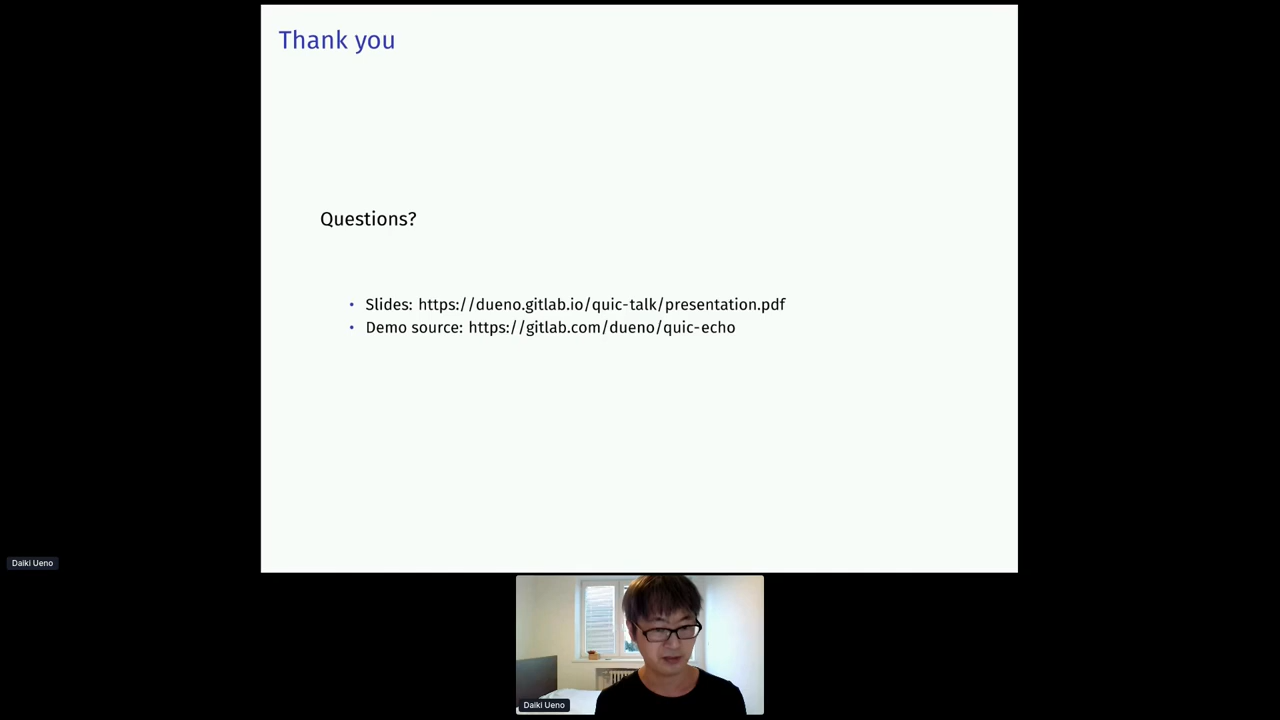 Thank you
Questions?
• Slides: https://dueno.gitlab.io/quic-talk/presentation.pdf
• Demo source: https://gitlab.com/dueno/quic-echo
Daiki Ueno
Daiki Ueno